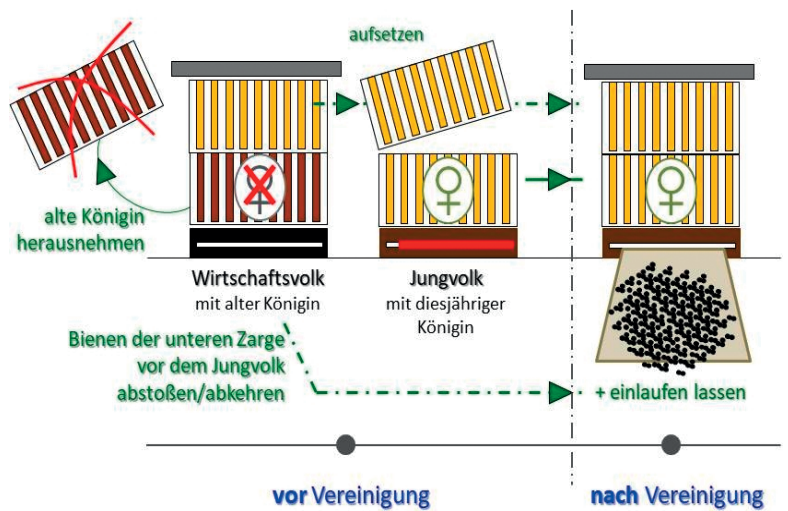 aufsetzen
alte Königin
herausnehmen
Wirtschaftsvolk
mit alter Königin
Jungvolk
mit diesjähriger
Königin
Bienen der unteren Zarge
vor dem Jungvolk
abstoßen/abkehren
+ einlaufen lassen
vor Vereinigung
nach Vereinigung